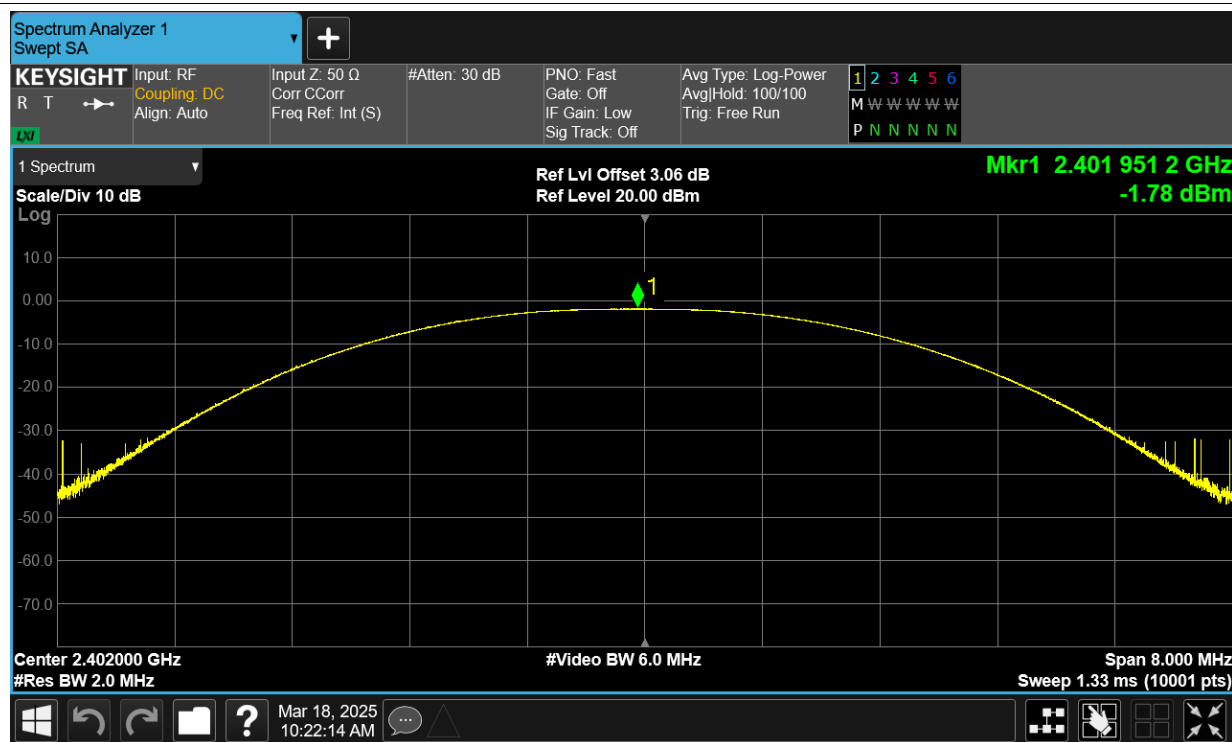 Spectrum Analyzer 1
Swept SA
KEYSIGHT
R T
LXI
Input: RF
Coupling: DC
Align: Auto
Input Z: 50 Ω
Corr CCorr
Freq Ref: Int (S)
#Atten: 30 dB
PNO: Fast
Gate: Off
IF Gain: Low
Sig Track: Off
Avg Type: Log-Power
Avg|Hold: 100/100
Trig: Free Run
1 2 3 4 5 6
M W W W W W
P N N N N N
1 Spectrum
Scale/Div 10 dB
Log
Ref Lvl Offset 3.06 dB
Ref Level 20.00 dBm
Mkr1 2.401 951 2 GHz
-1.78 dBm
1
10.0
0.00
-10.0
-20.0
-30.0
-40.0
-50.0
-60.0
-70.0
Center 2.402000 GHz
#Res BW 2.0 MHz
#Video BW 6.0 MHz
Span 8.000 MHz
Sweep 1.33 ms (10001 pts)
Mar 18, 2025
10:22:14 AM